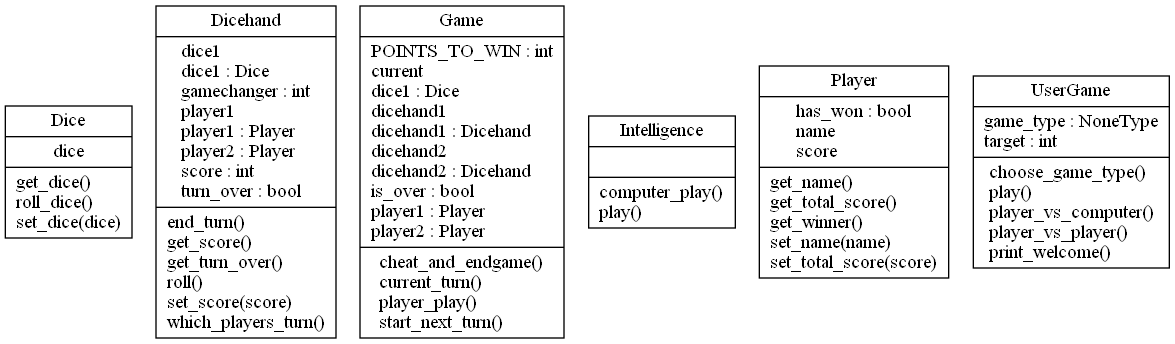 Dice
dice
get_dice()
roll_dice()
set_dice(dice)
Dicehand
dice1
dice1 : Dice
gamechanger : int
player1
player1 : Player
player2 : Player
score : int
turn_over : bool
end_turn()
get_score()
get_turn_over()
roll()
set_score(score)
which_players_turn()
Game
POINTS_TO_WIN : int
current
dice1 : Dice
dicehand1
dicehand1 : Dicehand
dicehand2
dicehand2 : Dicehand
is_over : bool
player1 : Player
player2 : Player
cheat_and_endgame()
current_turn()
player_play()
start_next_turn()
Intelligence
computer_play()
play()
Player
has_won : bool
name
score
get_name()
get_total_score()
get_winner()
set_name(name)
set_total_score(score)
UserGame
game_type : NoneType
target : int
choose_game_type()
play()
player_vs_computer()
player_vs_player()
print_welcome()